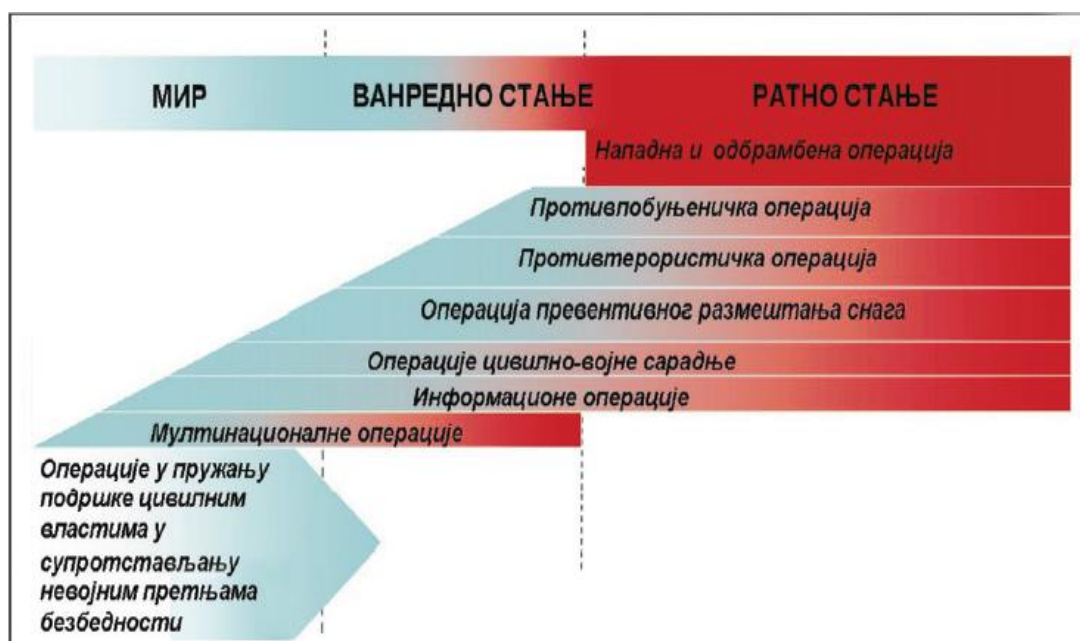 МИР
ВАНРЕДНО СТАЊЕ
РАТНО СТАЊЕ
Нападна и одбрамбена операција
Противпобуњеничка операција
Противтерористичка операција
Операција превентивног размештања снага
Операције цивилно-војне сарадње
Информационе операције
Мултинационалне операције
Операције у пружању
подршке цивилним
властима у
супротстављању
невојним претњама
безбедности